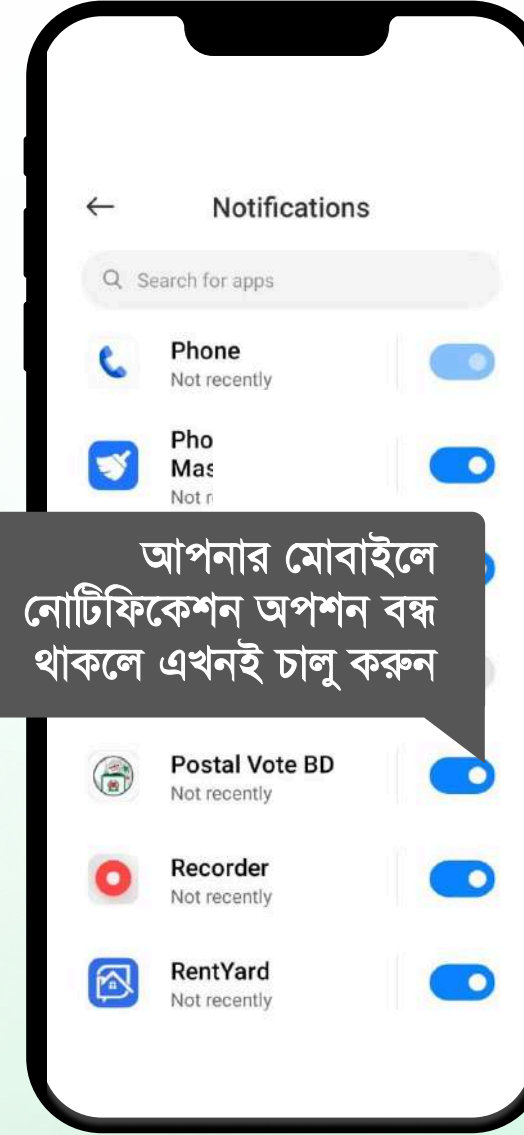 Notifications
Search for apps
Phone
Not recently
Pho
Mas
Not r
আপনার মোবাইলে
নোটিফিকেশন অপশন বন্ধ
থাকলে এখনই চালু করুন
Postal Vote BD
Not recently
Recorder
Not recently
RentYard
Not recently